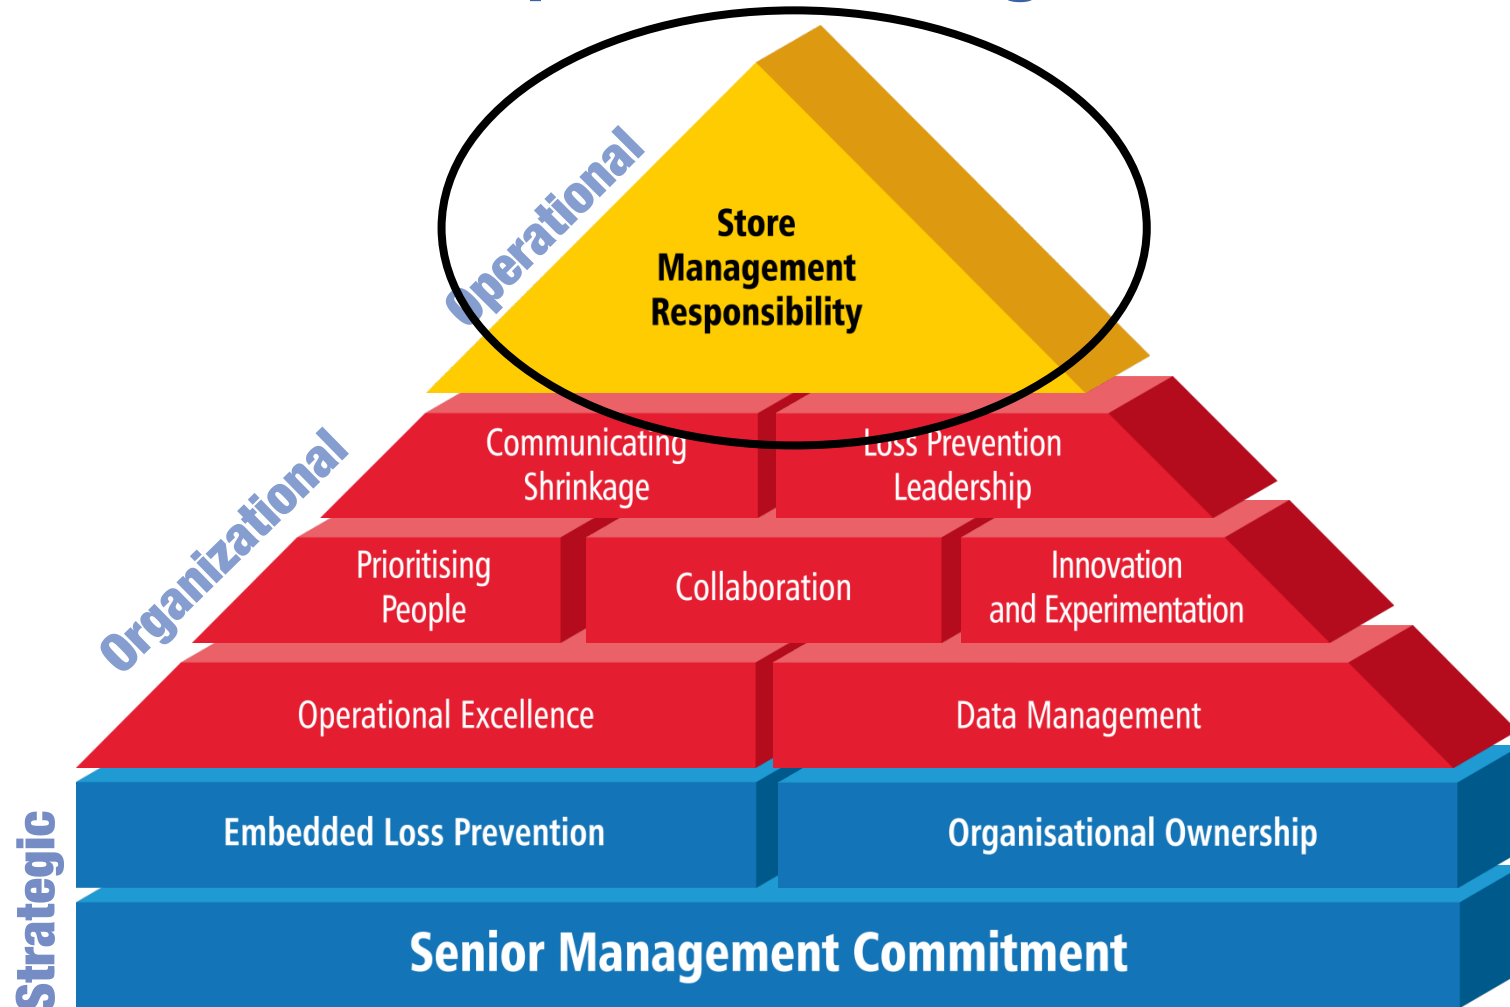 Operational
Store
Management
Responsibility
Organizational
Communicating
Shrinkage
Loss Prevention
Leadership
Prioritising
People
Collaboration
Innovation
and Experimentation
Operational Excellence
Data Management
Strategic
Embedded Loss Prevention
Organisational Ownership
Senior Management Commitment